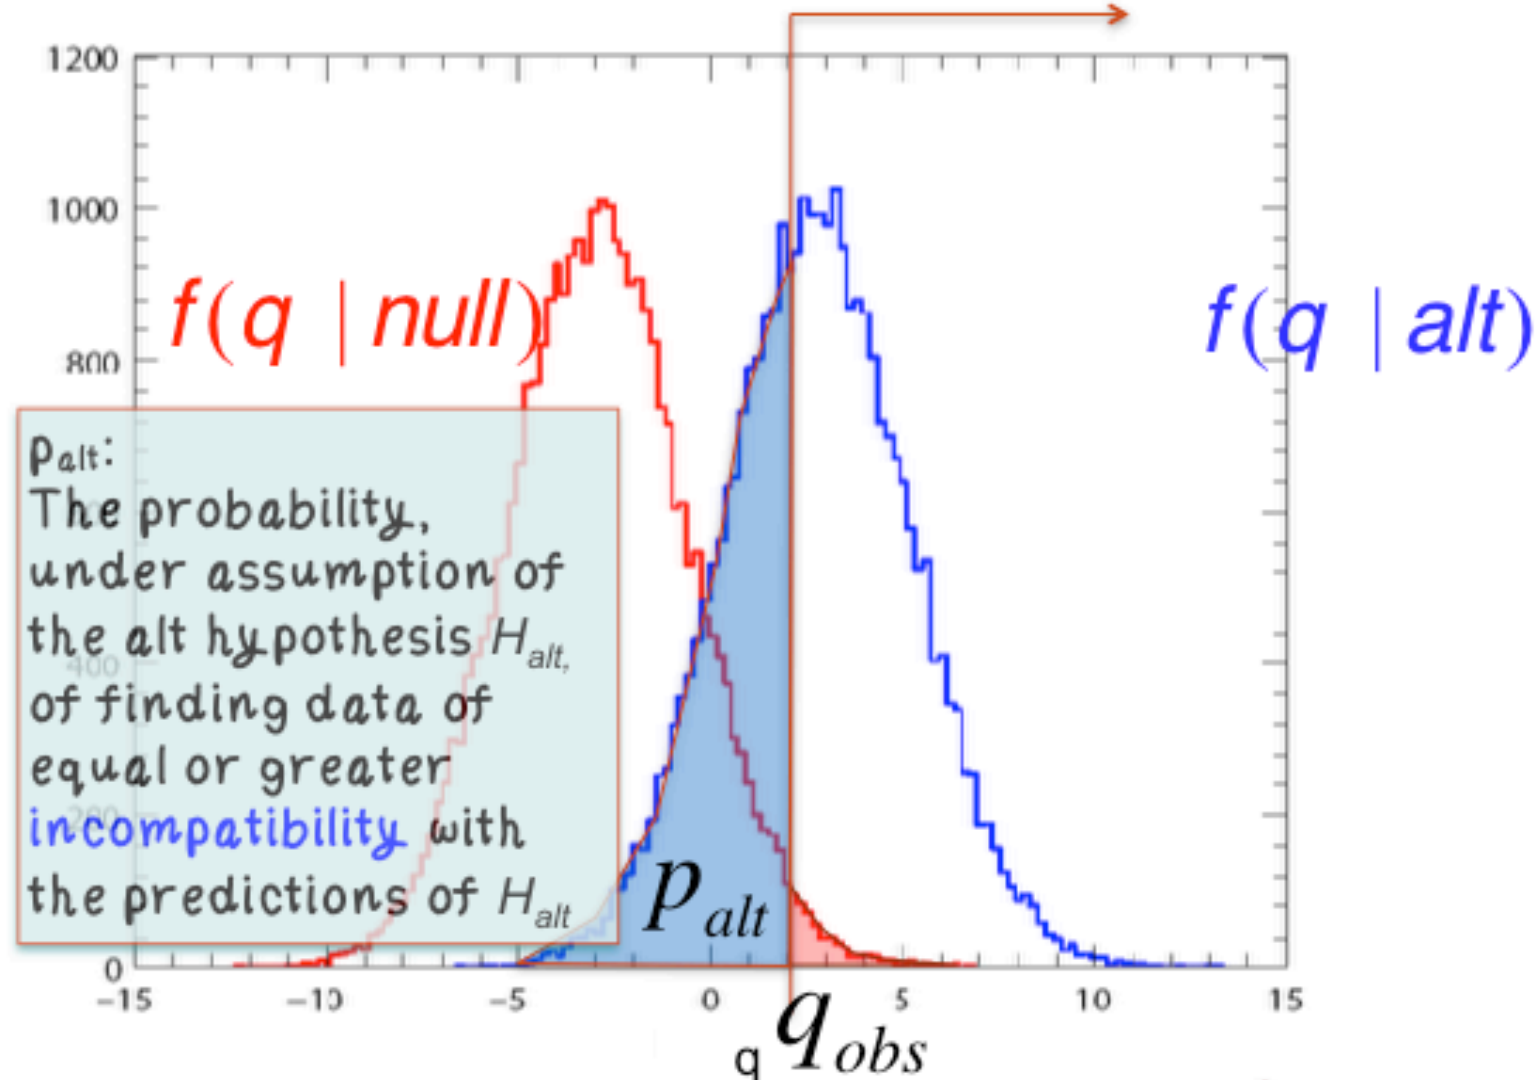 1200
1000
800
400
200
0
f(q | null)
f(q | alt)
palt:
The probability,
under assumption of
the alt hypothesis Halt,
of finding data of
equal or greater
incompatibility with
the predictions of Halt
palt
−15
−10
−5
0
5
10
15
q
qobs